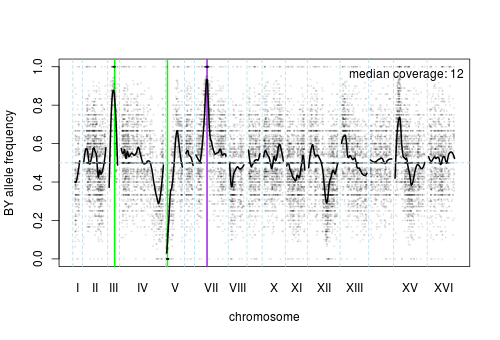 median coverage: 12
BY allele frequency
0.0 0.2 0.4 0.6 0.8 1.0
I II III IV V VII VIII X XI XII XIII XV XVI
chromosome